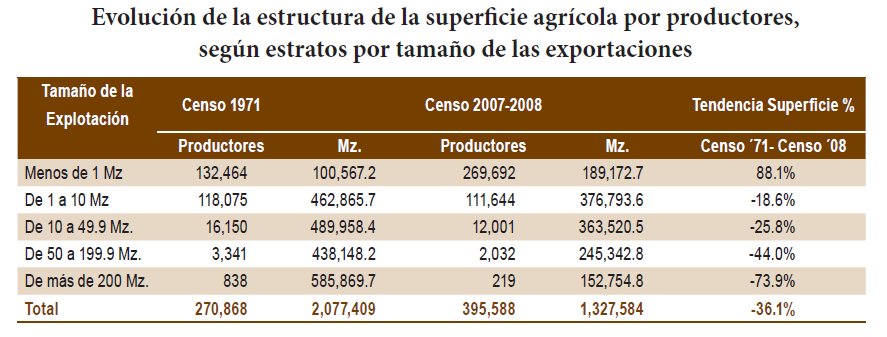 Evolución de la estructura de la superficie agrícola por productores,
según estratos por tamaño de las exportaciones
Tamaño de la Explotación Censo 1971 Censo 2007-2008 Tendencia Superficie %
Productores Mz. Productores Mz. Censo ´71- Censo ´08
Menos de 1 Mz 132,464 100,567.2 269,692 189,172.7 88.1%
De 1 a 10 Mz 118,075 462,865.7 111,644 376,793.6 -18.6%
De 10 a 49.9 Mz. 16,150 489,958.4 12,001 363,520.5 -25.8%
De 50 a 199.9 Mz. 3,341 438,148.2 2,032 245,342.8 -44.0%
De más de 200 Mz. 838 585,869.7 219 152,754.8 -73.9%
Total 270,868 2,077,409 395,588 1,327,584 -36.1%